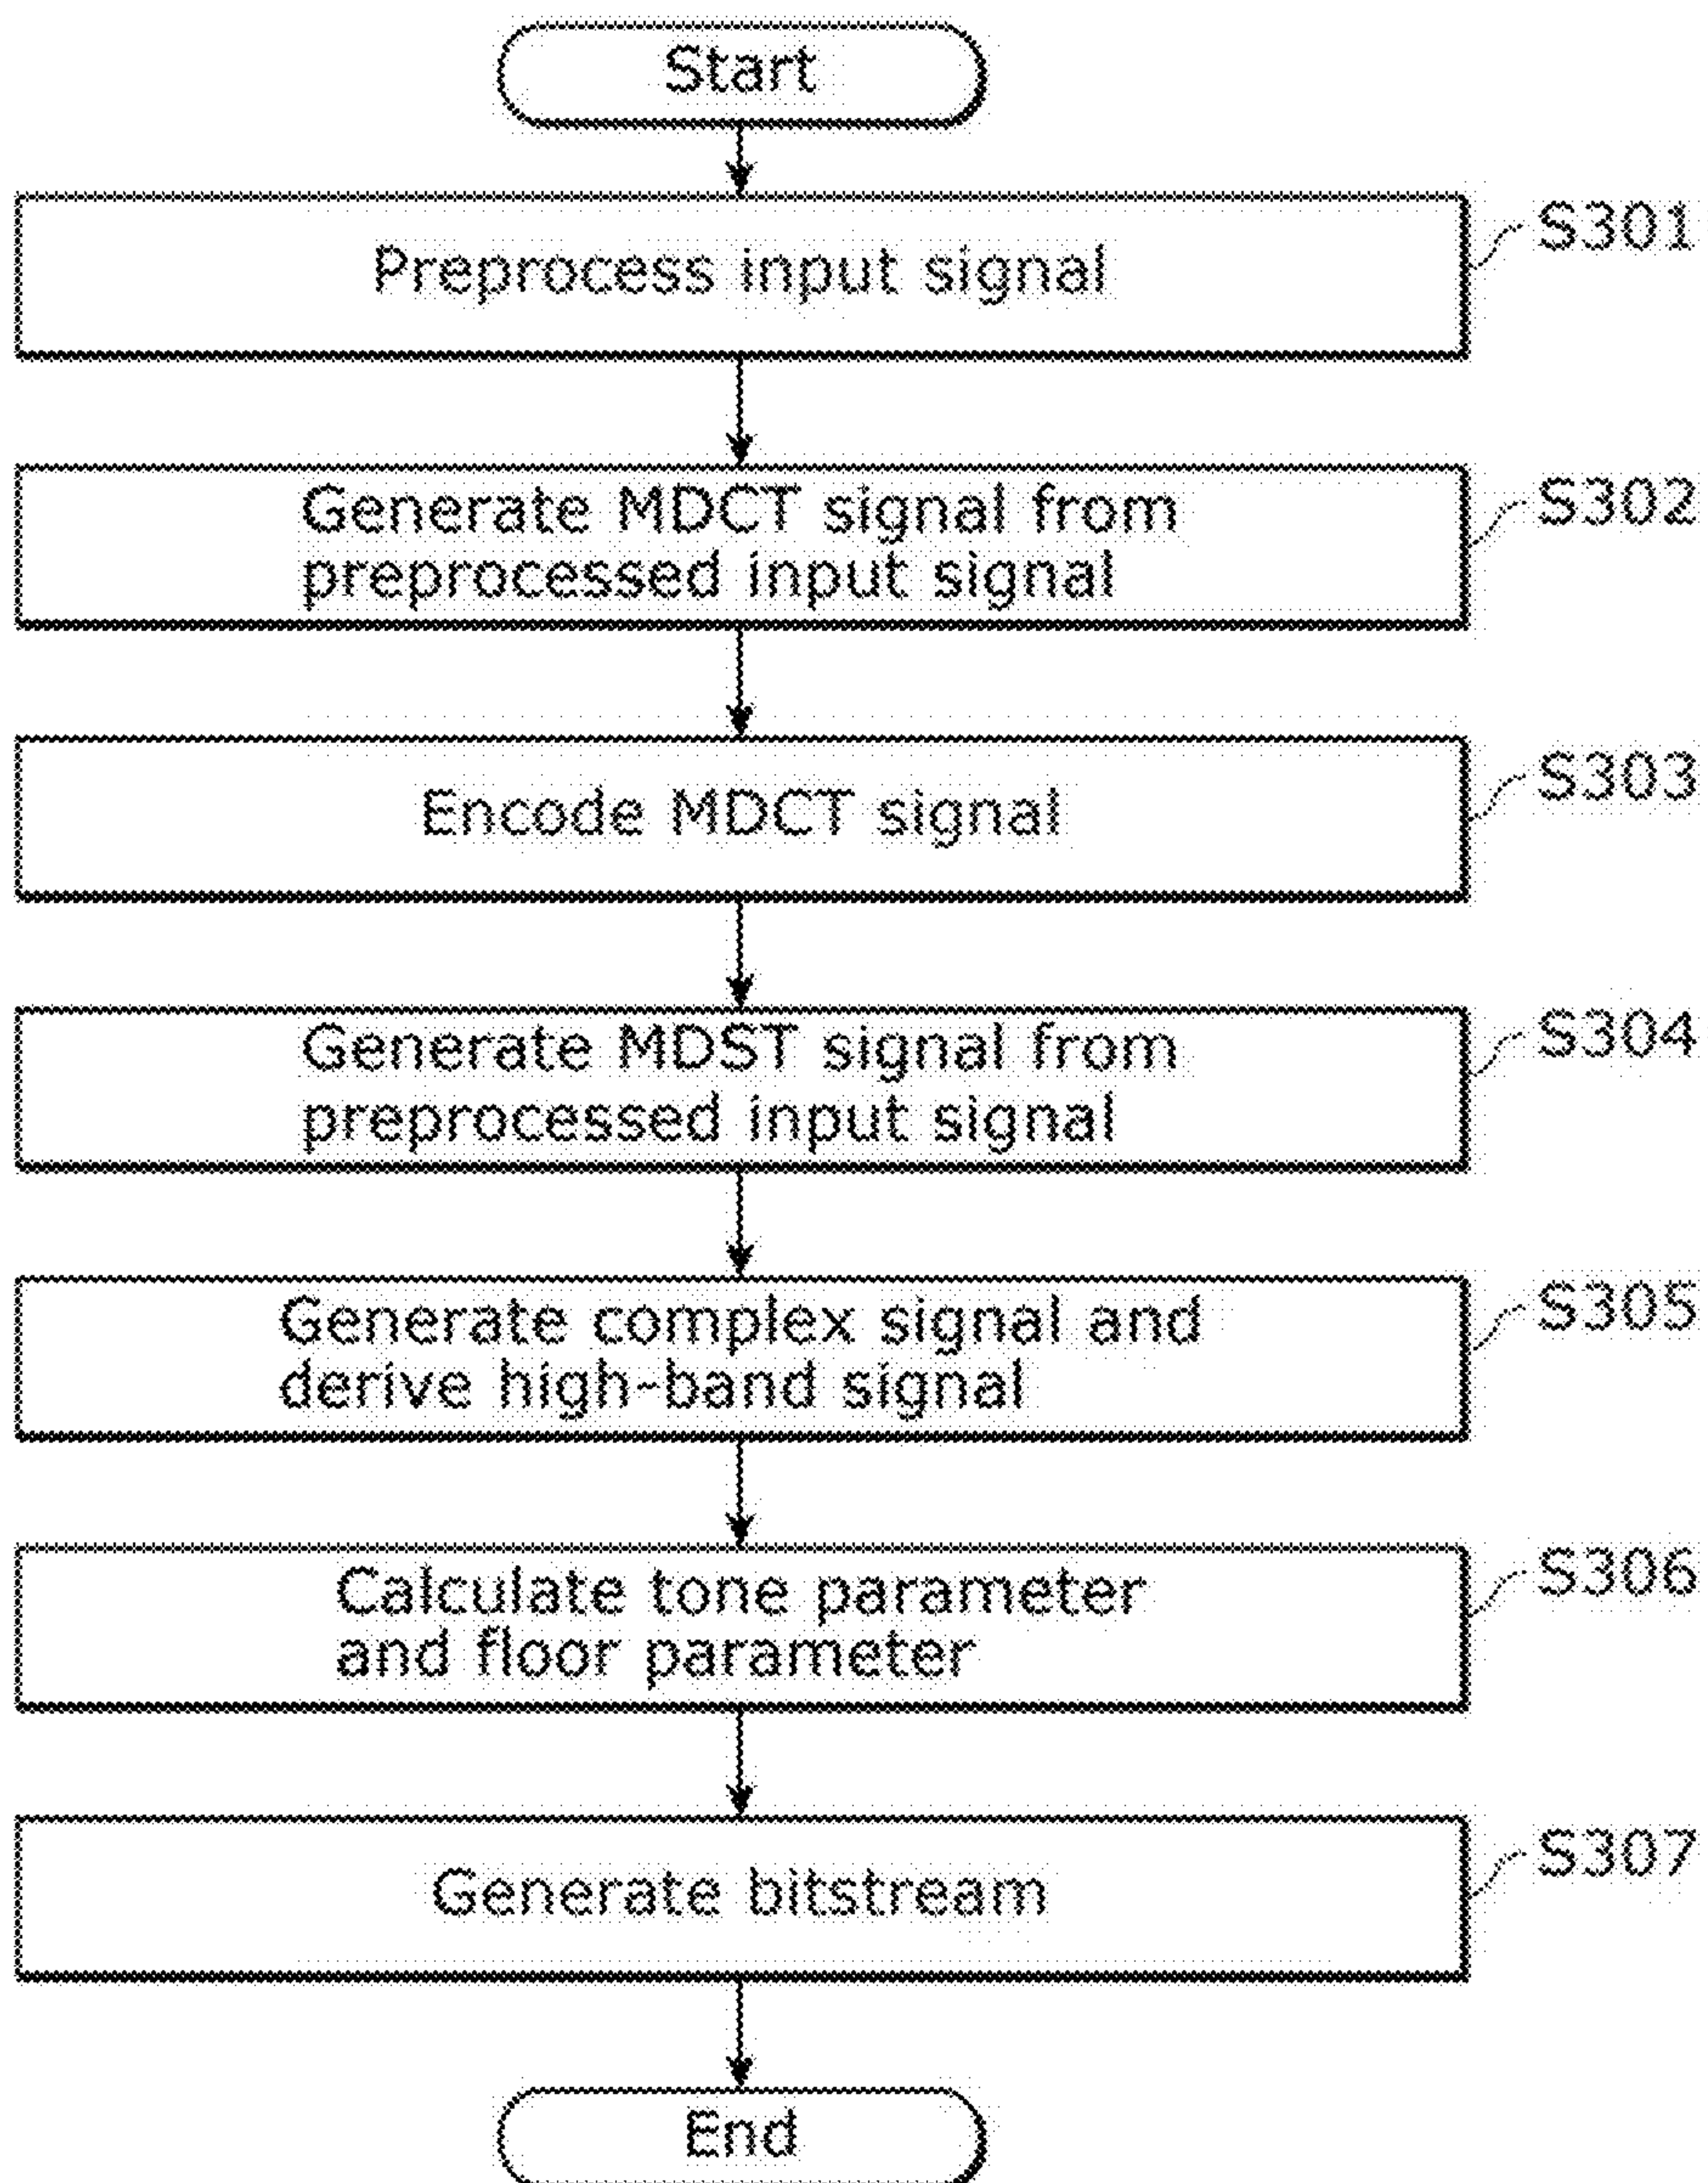 Start
Preprocess input signal
S301
Generate MDCT signal from
preprocessed input signal
S302
Encode MDCT signal
S303
Generate MDST signal from
preprocessed input signal
S304
Generate complex signal and
derive high-band signal
S305
Calculate tone parameter
and floor parameter
S306
Generate bitstream
S307
End